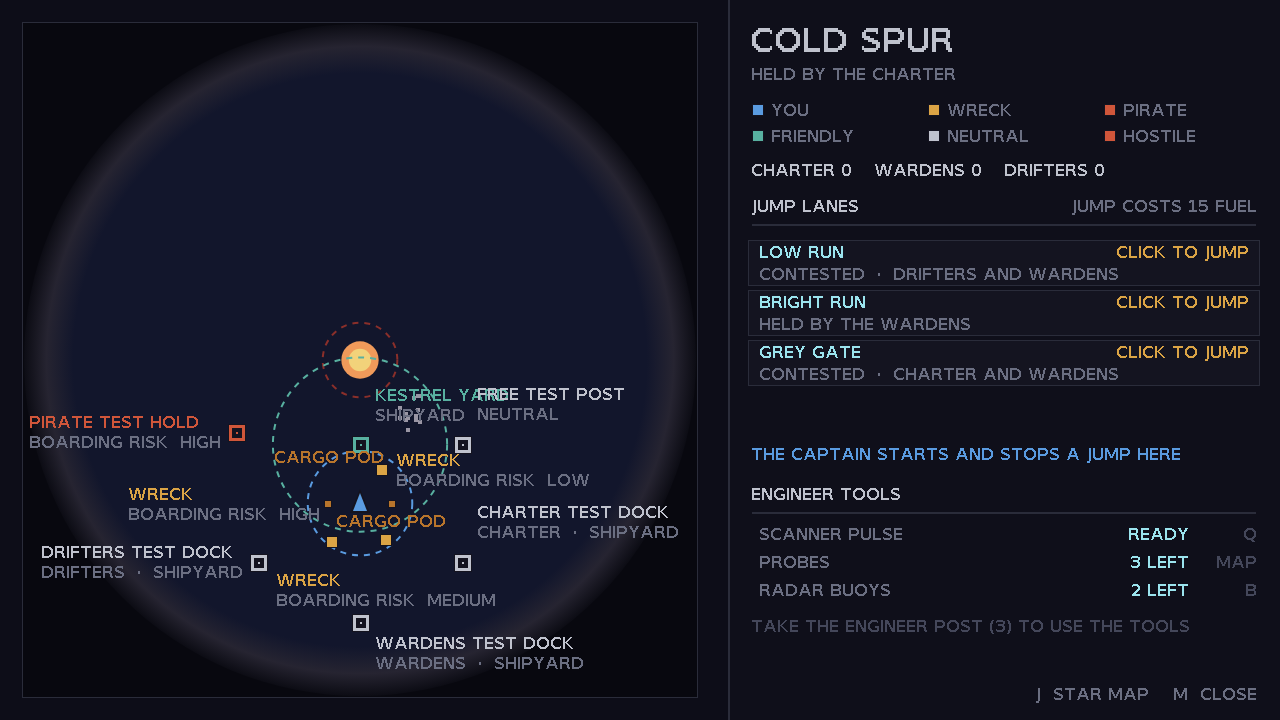 COLD SPUR
HELD BY THE CHARTER
YOU
WRECK
PIRATE
FRIENDLY
NEUTRAL
HOSTILE
CHARTER 0 WARDENS 0 DRIFTERS 0
JUMP LANES
JUMP COSTS 15 FUEL
LOW RUN
CLICK TO JUMP
CONTESTED · DRIFTERS AND WARDENS
BRIGHT RUN
CLICK TO JUMP
HELD BY THE WARDENS
GREY GATE
CLICK TO JUMP
CONTESTED · CHARTER AND WARDENS
THE CAPTAIN STARTS AND STOPS A JUMP HERE
ENGINEER TOOLS
SCANNER PULSE READY Q
PROBES 3 LEFT MAP
RADAR BUOYS 2 LEFT B
TAKE THE ENGINEER POST (3) TO USE THE TOOLS
J STAR MAP M CLOSE
KESTREL YARD
SHIPYARD
FREE TEST POST
NEUTRAL
PIRATE TEST HOLD
BOARDING RISK HIGH
CARGO POD
WRECK
BOARDING RISK LOW
WRECK
BOARDING RISK HIGH
CARGO POD
CHARTER TEST DOCK
CHARTER · SHIPYARD
DRIFTERS TEST DOCK
DRIFTERS · SHIPYARD
WRECK
BOARDING RISK MEDIUM
WARDENS TEST DOCK
WARDENS · SHIPYARD